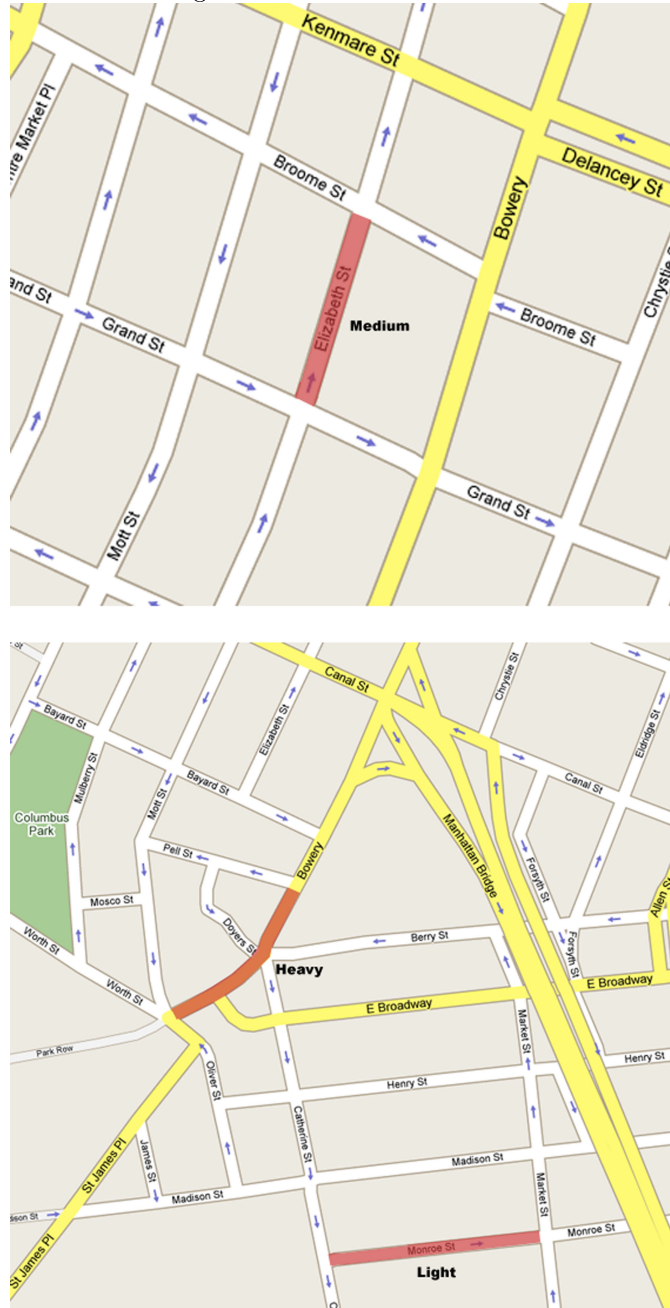 Kenmare St
Delancey St
Bowery
Broome St
Broome St
Elizabeth St
Medium
Grand St
Grand St
Mott St
Canal St
Chrystie St
Eldridge St
Bayard St
Elizabeth St
Bayard St
Canal St
Mulberry St
Mott St
Columbus
Park
Pell St
Bowery
Manhattan Bridge
Forsyth St
Allen St
Mosco St
Doyers St
Berry St
Forsyth St
Worth St
Heavy
E Broadway
Worth St
E Broadway
Park Row
Market St
Henry St
Oliver St
Henry St
Catherine St
James St
Madison St
St James Pl
Madison St
Market St
Monroe St
Monroe St
Light
St James Pl